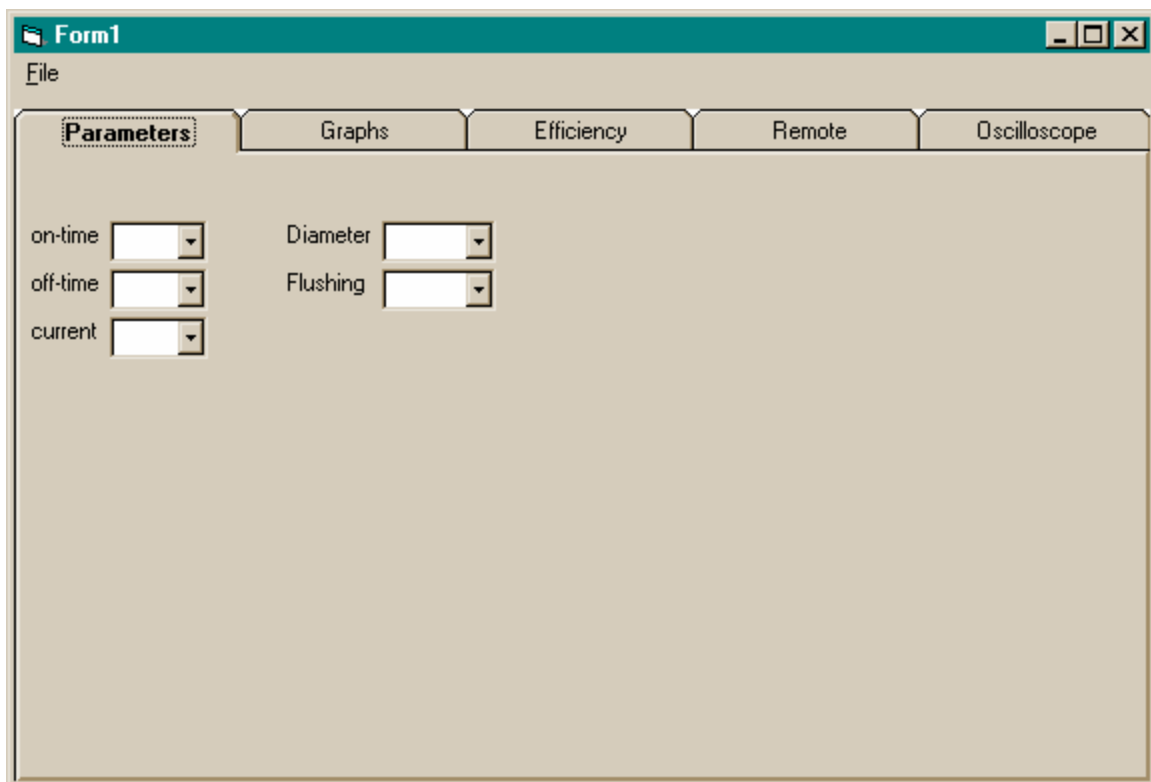 Form1
File
Parameters Graphs Efficiency Remote Oscilloscope
on-time Diameter
off-time Flushing
current